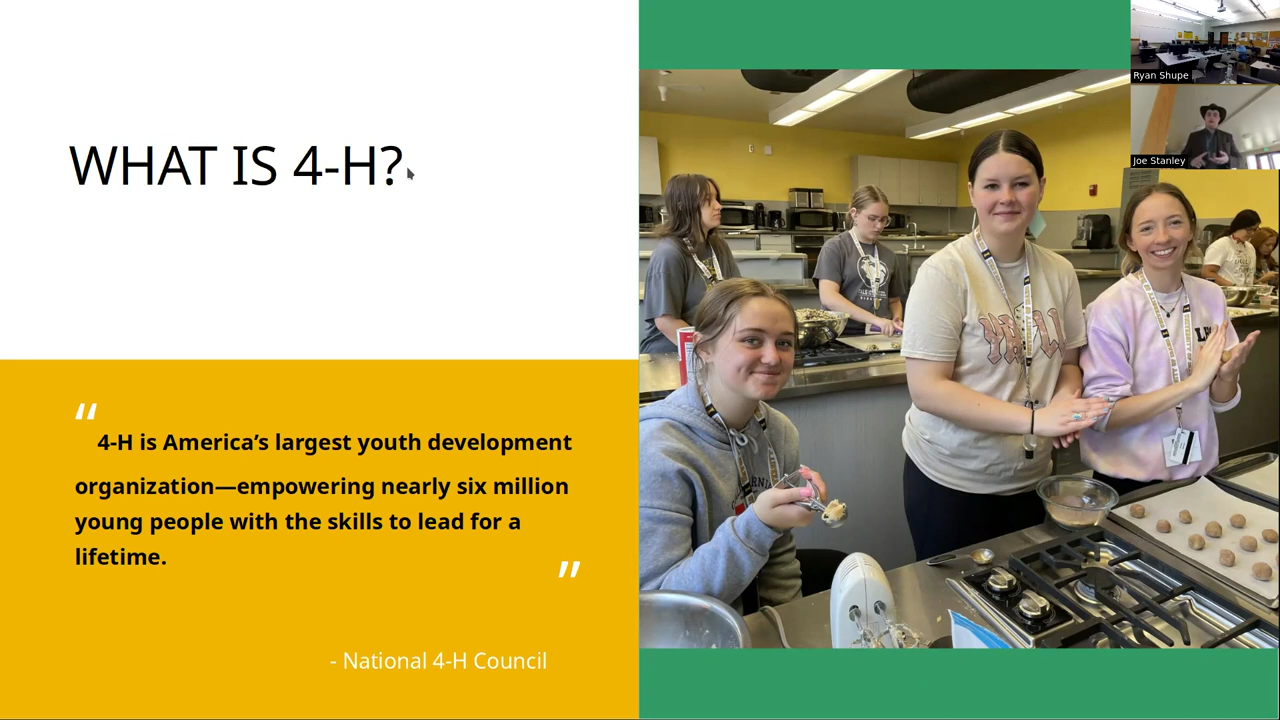 WHAT IS 4-H?
“
4-H is America’s largest youth development
organization—empowering nearly six million
young people with the skills to lead for a
lifetime.
”
- National 4-H Council
Ryan Shupe
Joe Stanley